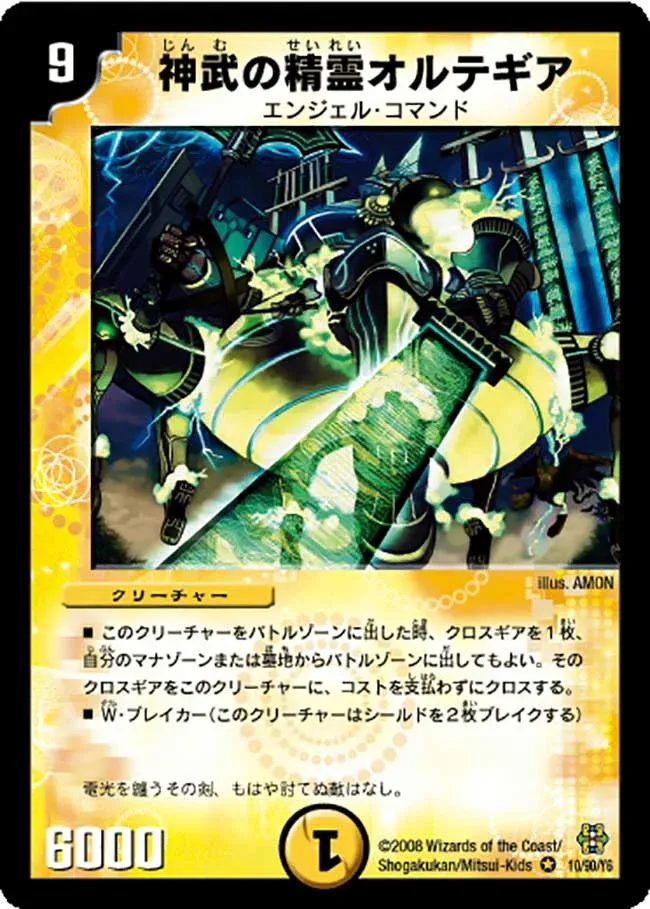 9
じんむ せいれい
神武の精霊オルテギア
エンジェル・コマンド
illus. AMON
クリーチャー
■ このクリーチャーをバトルゾーンに出した時、クロスギアを1枚、
自分のマナゾーンまたは墓地からバトルゾーンに出してもよい。その
クロスギアをこのクリーチャーに、コストを支払わずにクロスする。
■ W・ブレイカー(このクリーチャーはシールドを2枚ブレイクする)
電光を纏うその剣、もはや討てぬ敵はなし。
6000
1
©2008 Wizards of the Coast/
Shogakukan/Mitsui-Kids
10/90/Y6